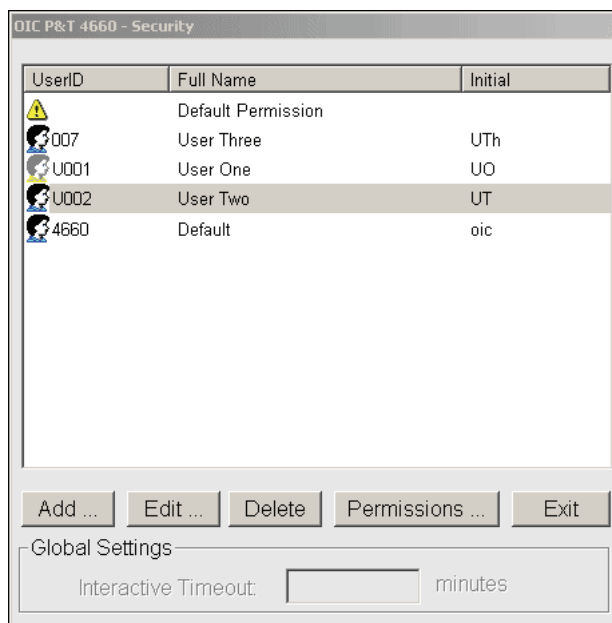 OIC P&T 4660 - Security
UserID Full Name Initial
Default Permission
007 User Three UTh
U001 User One UO
U002 User Two UT
4660 Default oic
Add ... Edit ... Delete Permissions ... Exit
Global Settings
Interactive Timeout: minutes